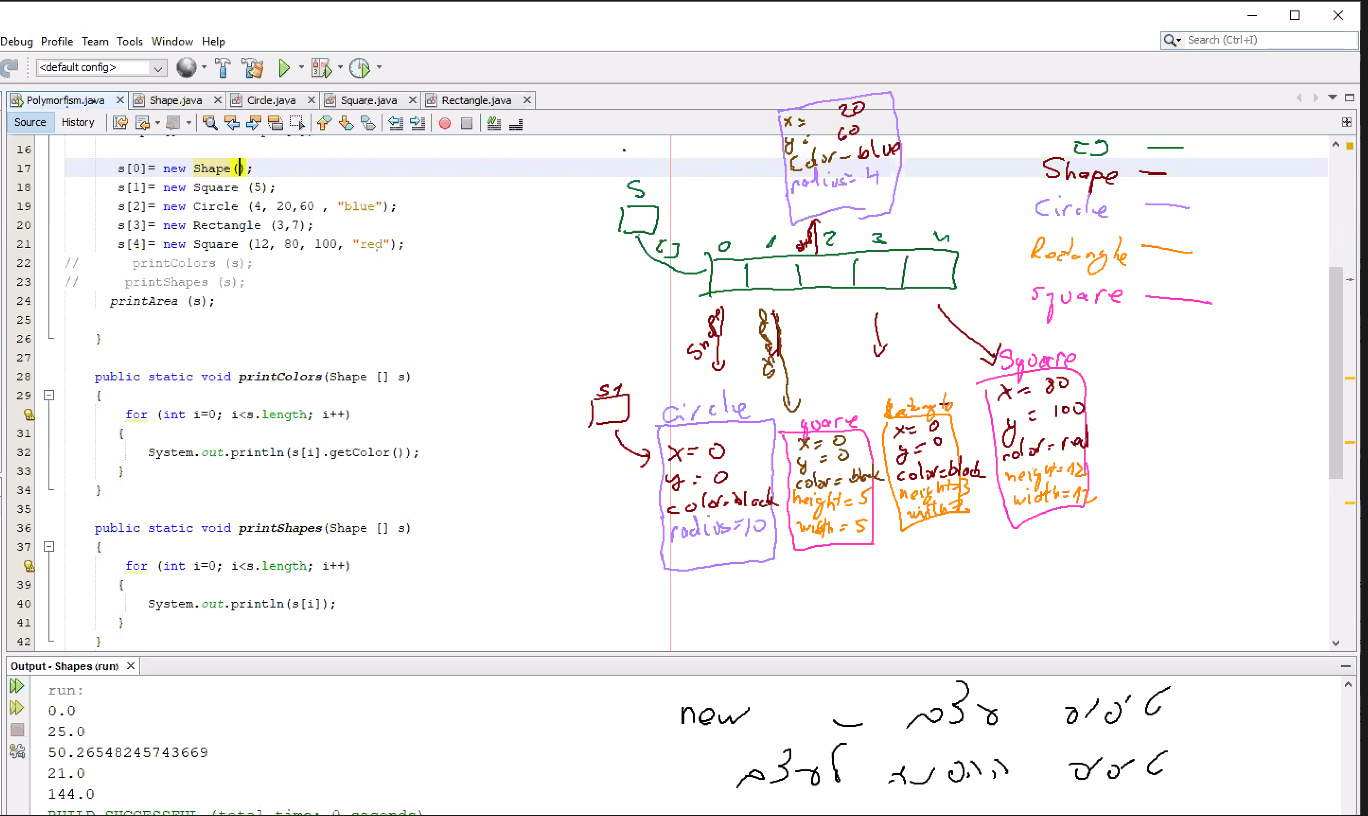 Debug Profile Team Tools Window Help
Search (Ctrl+I)
<default config>
Polymorfism.java Shape.java Circle.java Square.java Rectangle.java
Source History
16
17 s[0]= new Shape();
18 s[1]= new Square (5);
19 s[2]= new Circle (4, 20,60 , "blue");
20 s[3]= new Rectangle (3,7);
21 s[4]= new Square (12, 80, 100, "red");
22 // printColors (s);
23 // printShapes (s);
24 printArea (s);
25
26 }
27
28 public static void printColors(Shape [] s)
29 {
for (int i=0; i<s.length; i++)
31 {
32 System.out.println(s[i].getColor());
33 }
34 }
35
36 public static void printShapes(Shape [] s)
37 {
for (int i=0; i<s.length; i++)
39 {
40 System.out.println(s[i]);
41 }
42 }
x= 20
y= 60
Color-blue
radius=4
[] —
Shape —
Circle —
Rectangle —
Square —
S
[] 0 1 2 3 4
S1
Circle
x= 0
y= 0
color=black
radius=10
quare
x= 0
y= 0
color=black
height=5
width=5
x= 0
y= 0
color=black
height=3
Square
x= 80
y= 100
color=red
height=12
width=12
Output - Shapes (run)
run:
0.0
25.0
50.26548245743669
21.0
144.0
BUILD SUCCESSFUL (total time: 0 seconds)
טיפוס עצם – new
טיפוס ההפניה לעצם